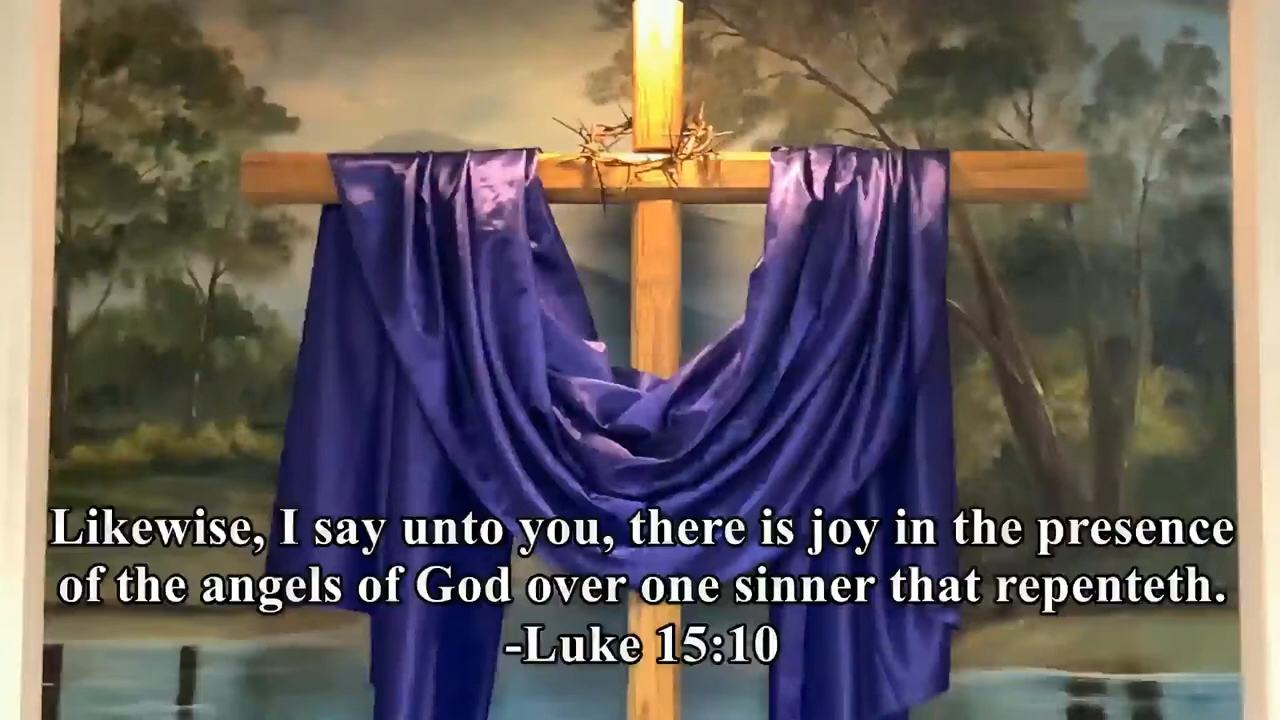 Likewise, I say unto you, there is joy in the presence
of the angels of God over one sinner that repenteth.
-Luke 15:10